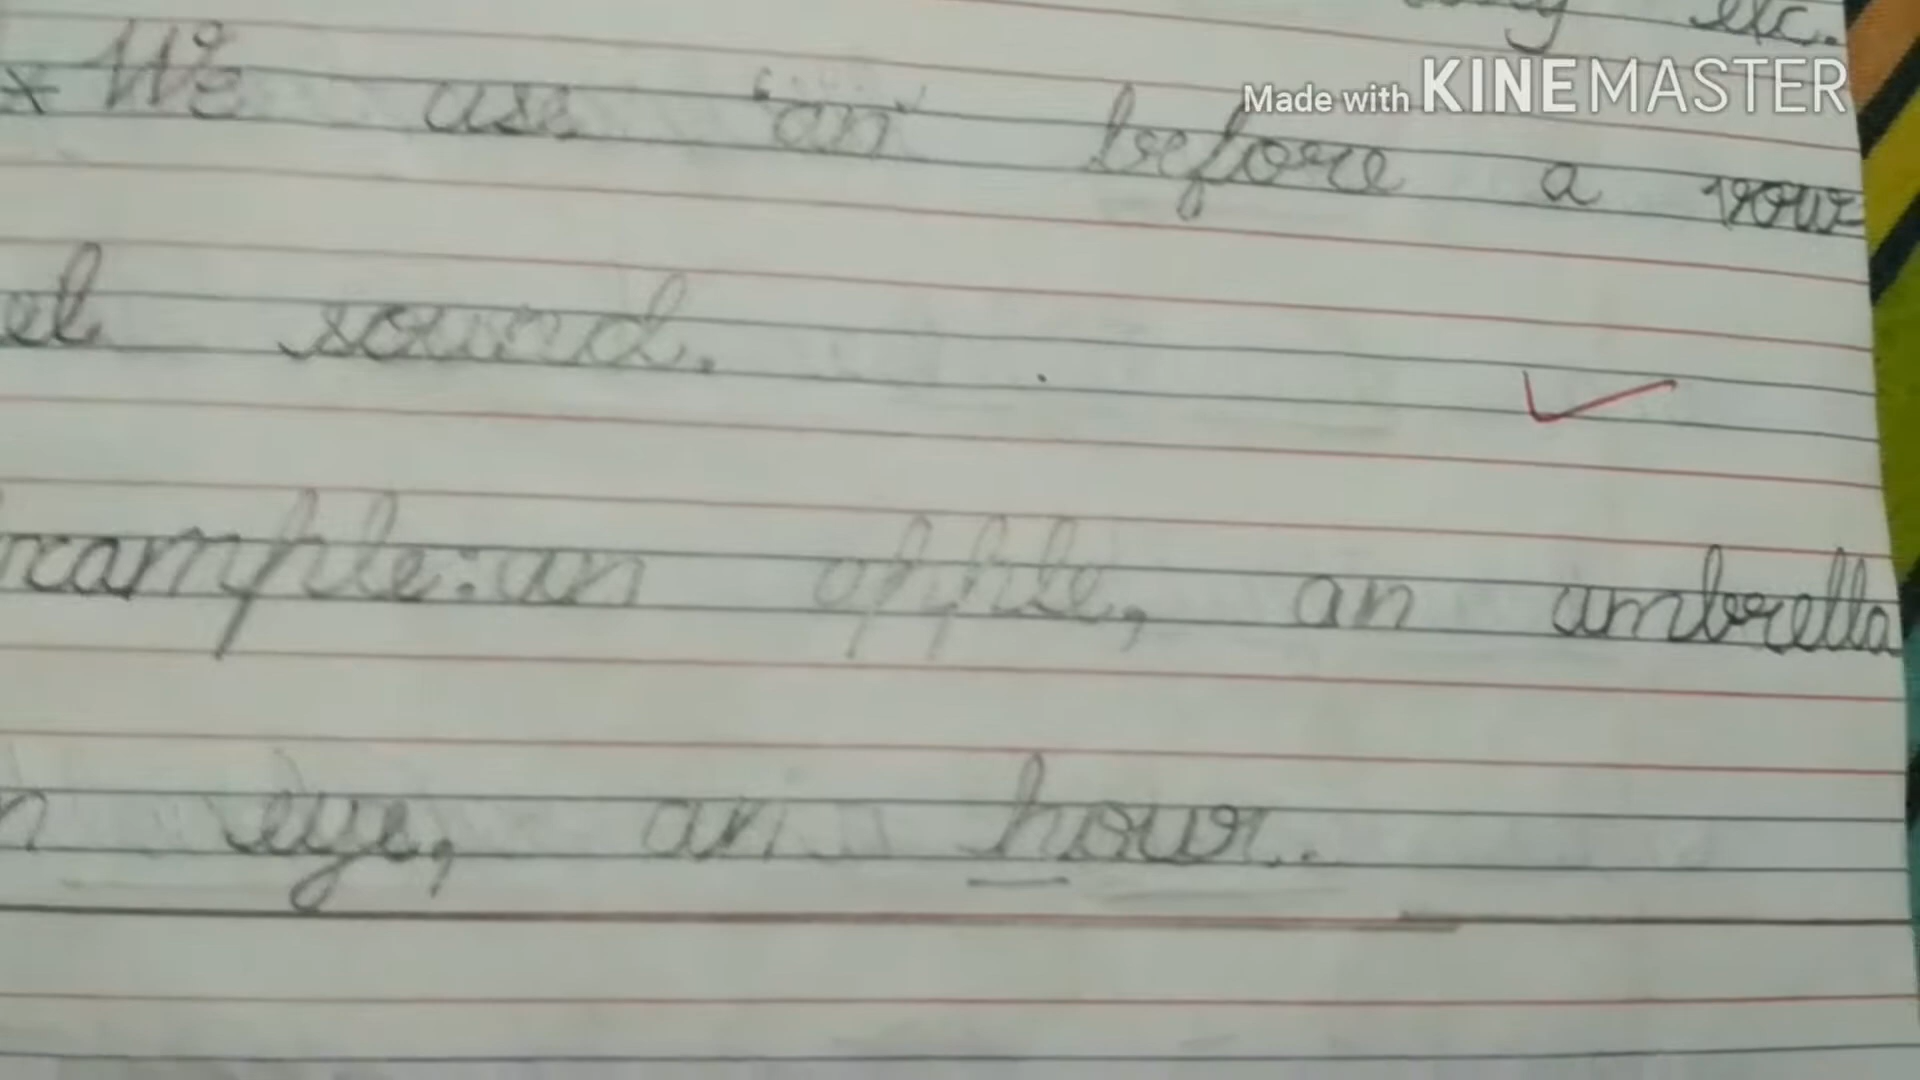 etc.
Made with KINEMASTER
* We use 'an' before a vow
el sound.
xample: an apple, an umbrella
n eye, an hour.